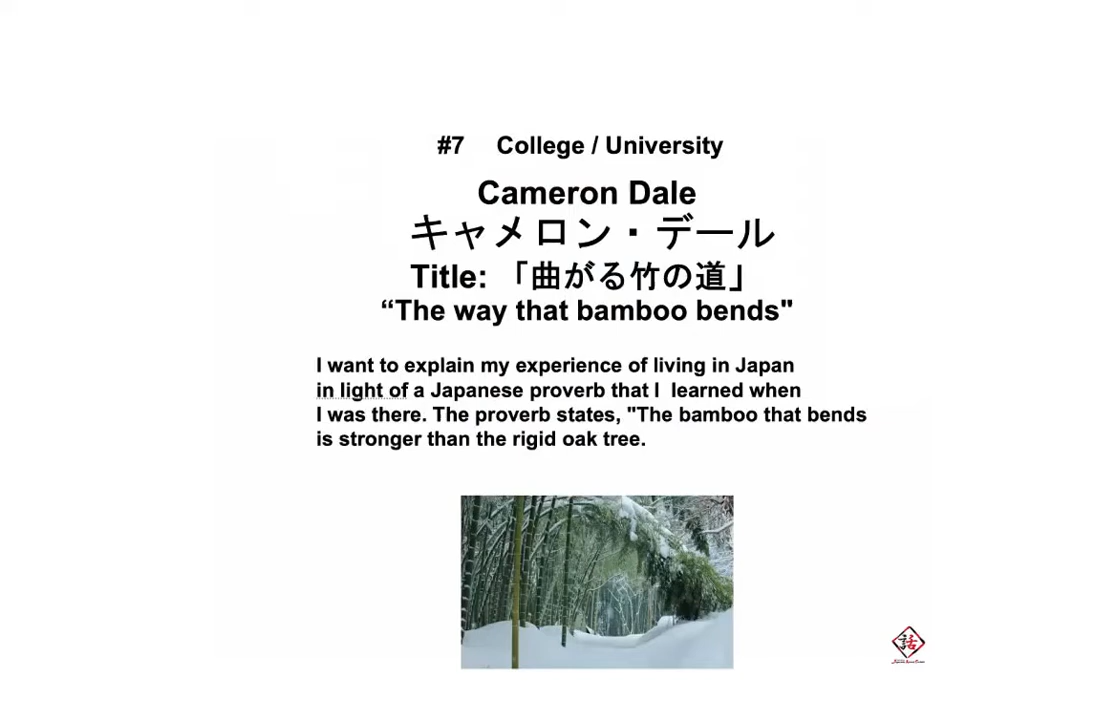 #7 College / University
Cameron Dale
キャメロン・デール
Title: 「曲がる竹の道」
“The way that bamboo bends"
I want to explain my experience of living in Japan
in light of a Japanese proverb that I learned when
I was there. The proverb states, "The bamboo that bends
is stronger than the rigid oak tree.
話